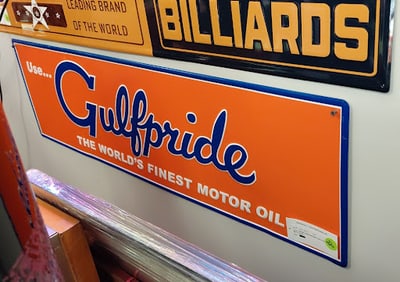 LEADING BRAND
OF THE WORLD
BILLIARDS
Use...
Gulfpride
THE WORLD'S FINEST MOTOR OIL